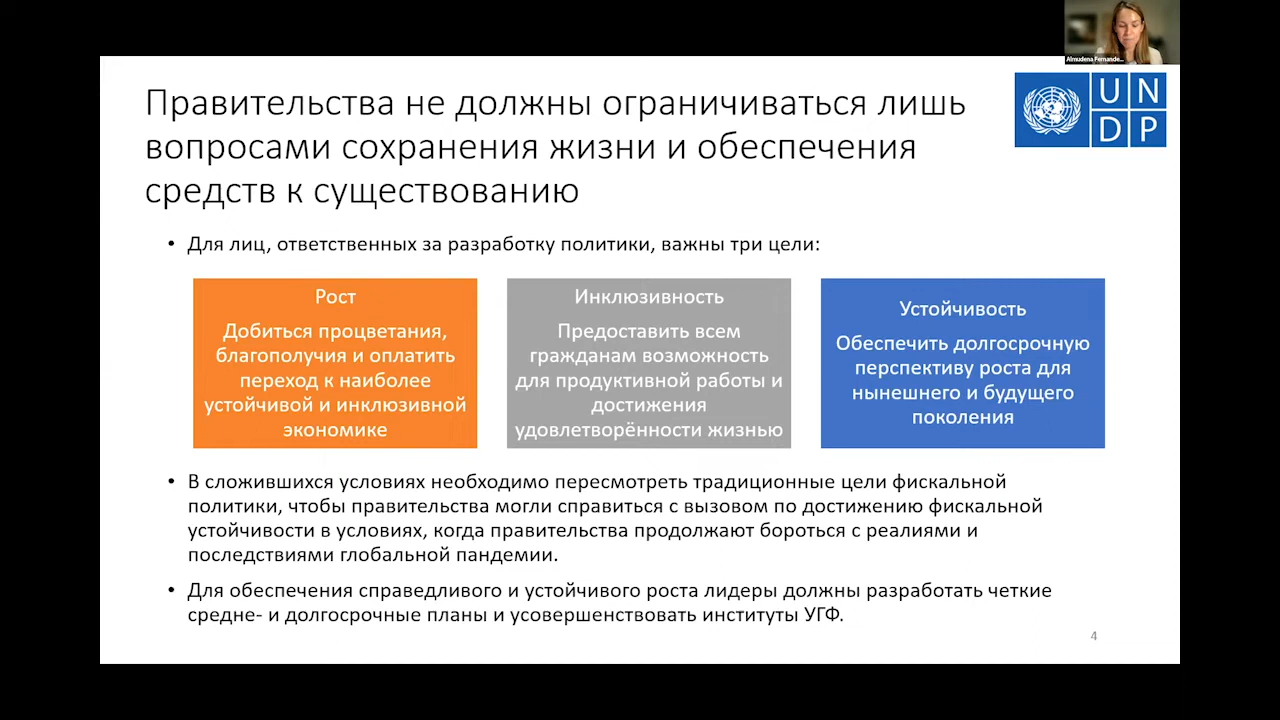 Almudena Fernande...
UN
DP
Правительства не должны ограничиваться лишь
вопросами сохранения жизни и обеспечения
средств к существованию
• Для лиц, ответственных за разработку политики, важны три цели:
Рост
Добиться процветания,
благополучия и оплатить
переход к наиболее
устойчивой и инклюзивной
экономике
Инклюзивность
Предоставить всем
гражданам возможность
для продуктивной работы и
достижения
удовлетворённости жизнью
Устойчивость
Обеспечить долгосрочную
перспективу роста для
нынешнего и будущего
поколения
• В сложившихся условиях необходимо пересмотреть традиционные цели фискальной
политики, чтобы правительства могли справиться с вызовом по достижению фискальной
устойчивости в условиях, когда правительства продолжают бороться с реалиями и
последствиями глобальной пандемии.
• Для обеспечения справедливого и устойчивого роста лидеры должны разработать четкие
средне- и долгосрочные планы и усовершенствовать институты УГФ.
4